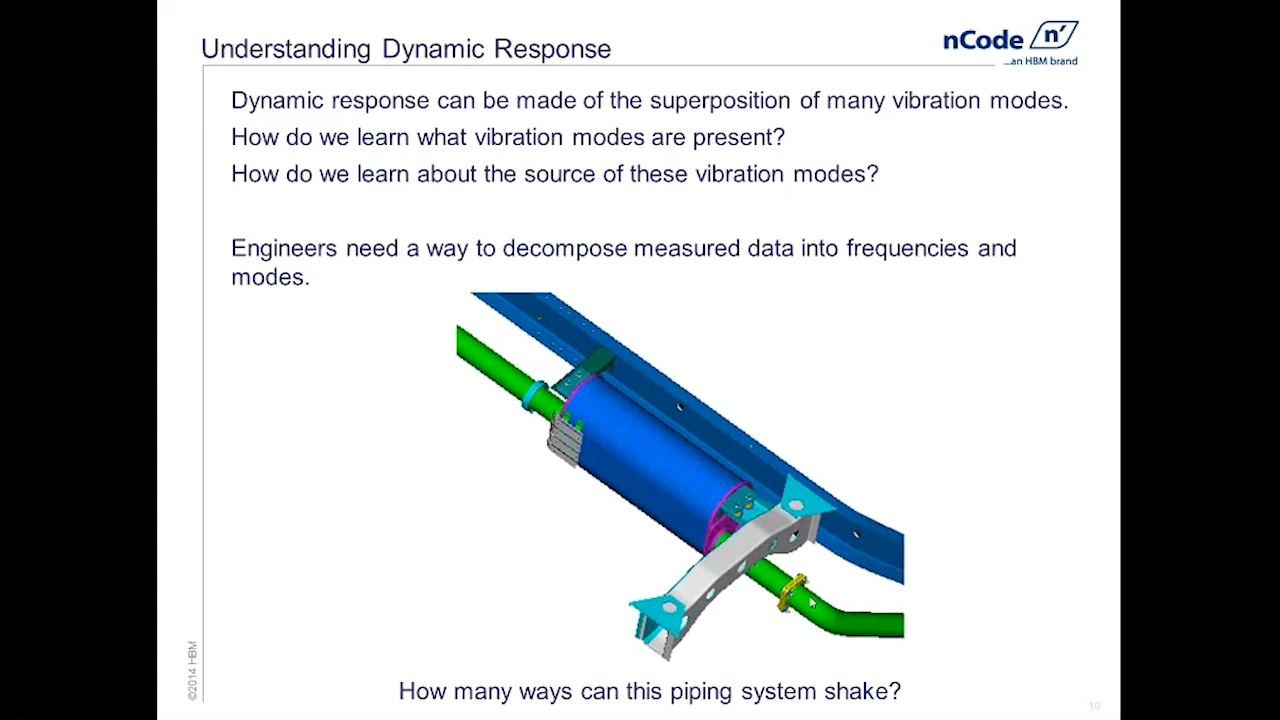 Understanding Dynamic Response
nCode n'
...an HBM brand
Dynamic response can be made of the superposition of many vibration modes.
How do we learn what vibration modes are present?
How do we learn about the source of these vibration modes?
Engineers need a way to decompose measured data into frequencies and
modes.
How many ways can this piping system shake?
©2014 HBM
10